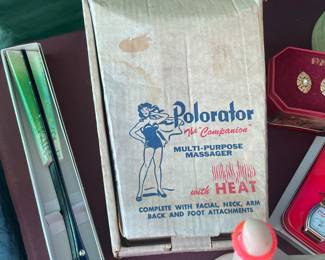 Polorator
The "Companion"
MULTI-PURPOSE
MASSAGER
with HEAT
COMPLETE WITH FACIAL, NECK, ARM
BACK AND FOOT ATTACHMENTS